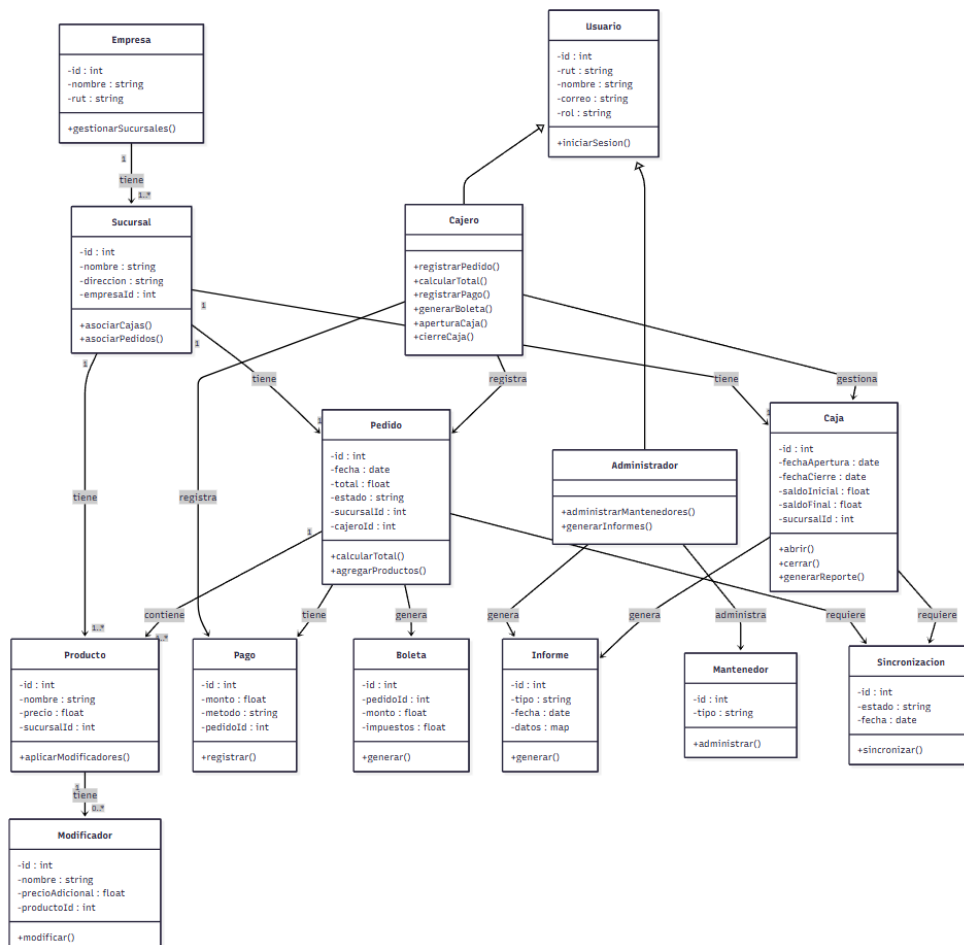 Empresa
-id : int
-nombre : string
-rut : string
+gestionarSucursales()
Usuario
-id : int
-rut : string
-nombre : string
-correo : string
-rol : string
+iniciarSesion()
1
tiene
1..*
Sucursal
-id : int
-nombre : string
-direccion : string
-empresaId : int
+asociarCajas()
+asociarPedidos()
Cajero
+registrarPedido()
+calcularTotal()
+registrarPago()
+generarBoleta()
+aperturaCaja()
+cierreCaja()
1
1
1
tiene
registra
tiene
gestiona
Pedido
-id : int
-fecha : date
-total : float
-estado : string
-sucursalId : int
-cajeroId : int
+calcularTotal()
+agregarProductos()
Administrador
+administrarMantenedores()
+generarInformes()
Caja
-id : int
-fechaApertura : date
-fechaCierre : date
-saldoInicial : float
-saldoFinal : float
-sucursalId : int
+abrir()
+cerrar()
+generarReporte()
tiene
registra
1
contiene
tiene
genera
genera
administra
genera
requiere
requiere
1..*
Producto
-id : int
-nombre : string
-precio : float
-sucursalId : int
+aplicarModificadores()
Pago
-id : int
-monto : float
-metodo : string
-pedidoId : int
+registrar()
Boleta
-id : int
-pedidoId : int
-monto : float
-impuestos : float
+generar()
Informe
-id : int
-tipo : string
-fecha : date
-datos : map
+generar()
Mantenedor
-id : int
-tipo : string
+administrar()
Sincronizacion
-id : int
-estado : string
-fecha : date
+sincronizar()
1
tiene
0..*
Modificador
-id : int
-nombre : string
-precioAdicional : float
-productoId : int
+modificar()